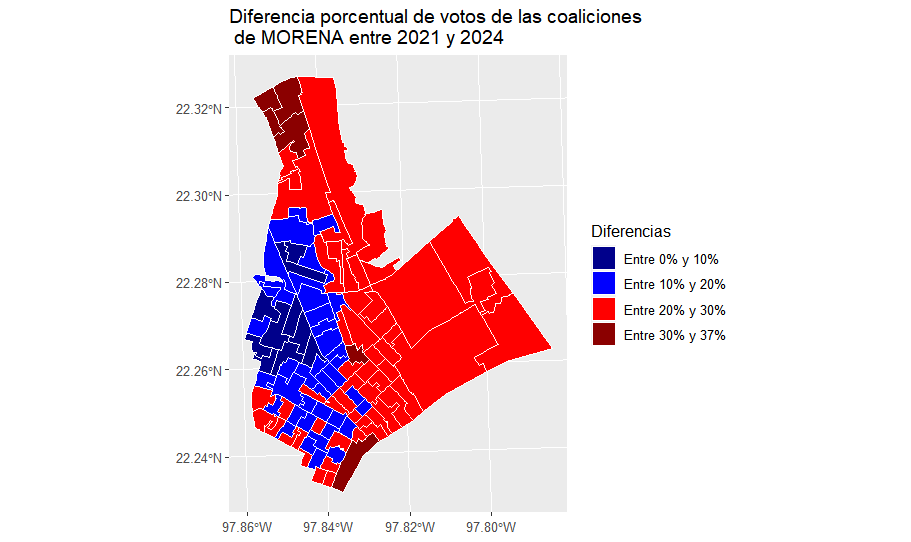 Diferencia porcentual de votos de las coaliciones
de MORENA entre 2021 y 2024
22.32°N
22.30°N
22.28°N
22.26°N
22.24°N
97.86°W
97.84°W
97.82°W
97.80°W
Diferencias
Entre 0% y 10%
Entre 10% y 20%
Entre 20% y 30%
Entre 30% y 37%